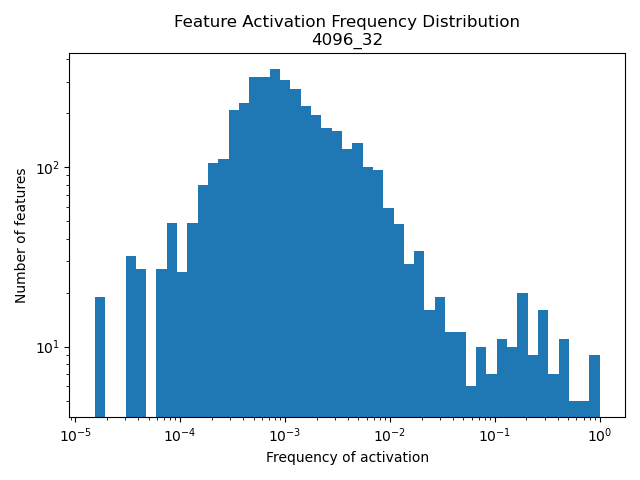 Feature Activation Frequency Distribution
4096_32
Number of features
10²
10¹
10⁻⁵ 10⁻⁴ 10⁻³ 10⁻² 10⁻¹ 10⁰
Frequency of activation